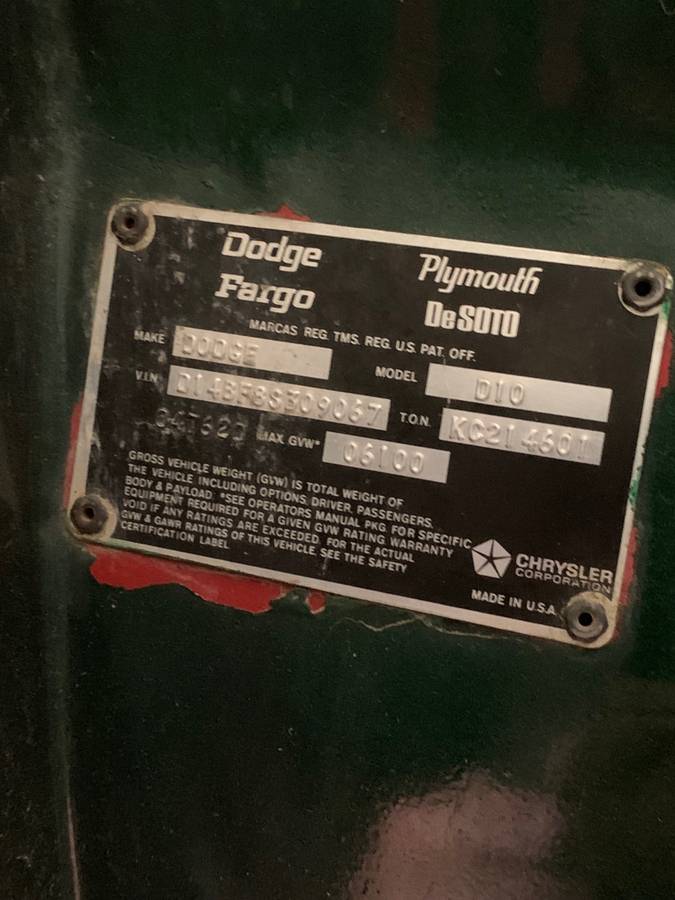 Dodge Plymouth
Fargo DeSOTO
MARCAS REG. TMS. REG. U.S. PAT. OFF.
MAKE DODGE MODEL D10
V.I.N. D14BF8S309067 T.O.N. KC214601
MAX. GVW* 06100
GROSS VEHICLE WEIGHT (GVW) IS TOTAL WEIGHT OF
THE VEHICLE INCLUDING OPTIONS, DRIVER, PASSENGERS,
BODY & PAYLOAD. *SEE OPERATORS MANUAL PKG. FOR SPECIFIC
EQUIPMENT REQUIRED FOR A GIVEN GVW RATING. WARRANTY
VOID IF ANY RATINGS ARE EXCEEDED. FOR THE ACTUAL
GVW & GAWR RATINGS OF THIS VEHICLE, SEE THE SAFETY
CERTIFICATION LABEL.
CHRYSLER
CORPORATION
MADE IN U.S.A.